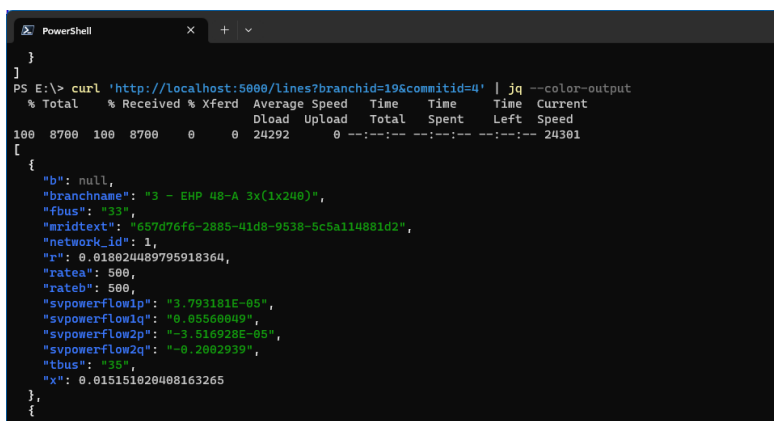 PowerShell
  }
]
PS E:\> curl 'http://localhost:5000/lines?branchid=19&commitid=4' | jq --color-output
  % Total    % Received % Xferd  Average Speed   Time    Time     Time  Current
                                 Dload  Upload   Total   Spent    Left  Speed
100  8700  100  8700    0     0  24292      0 --:--:-- --:--:-- --:--:-- 24301
[
  {
    "b": null,
    "branchname": "3 - EHP 48-A 3x(1x240)",
    "fbus": "33",
    "mridtext": "657d76f6-2885-41d8-9538-5c5a114881d2",
    "network_id": 1,
    "r": 0.018024489795918364,
    "ratea": 500,
    "rateb": 500,
    "svpowerflow1p": "3.793181E-05",
    "svpowerflow1q": "0.05560049",
    "svpowerflow2p": "-3.516928E-05",
    "svpowerflow2q": "-0.2002939",
    "tbus": "35",
    "x": 0.015151020408163265
  },
  {